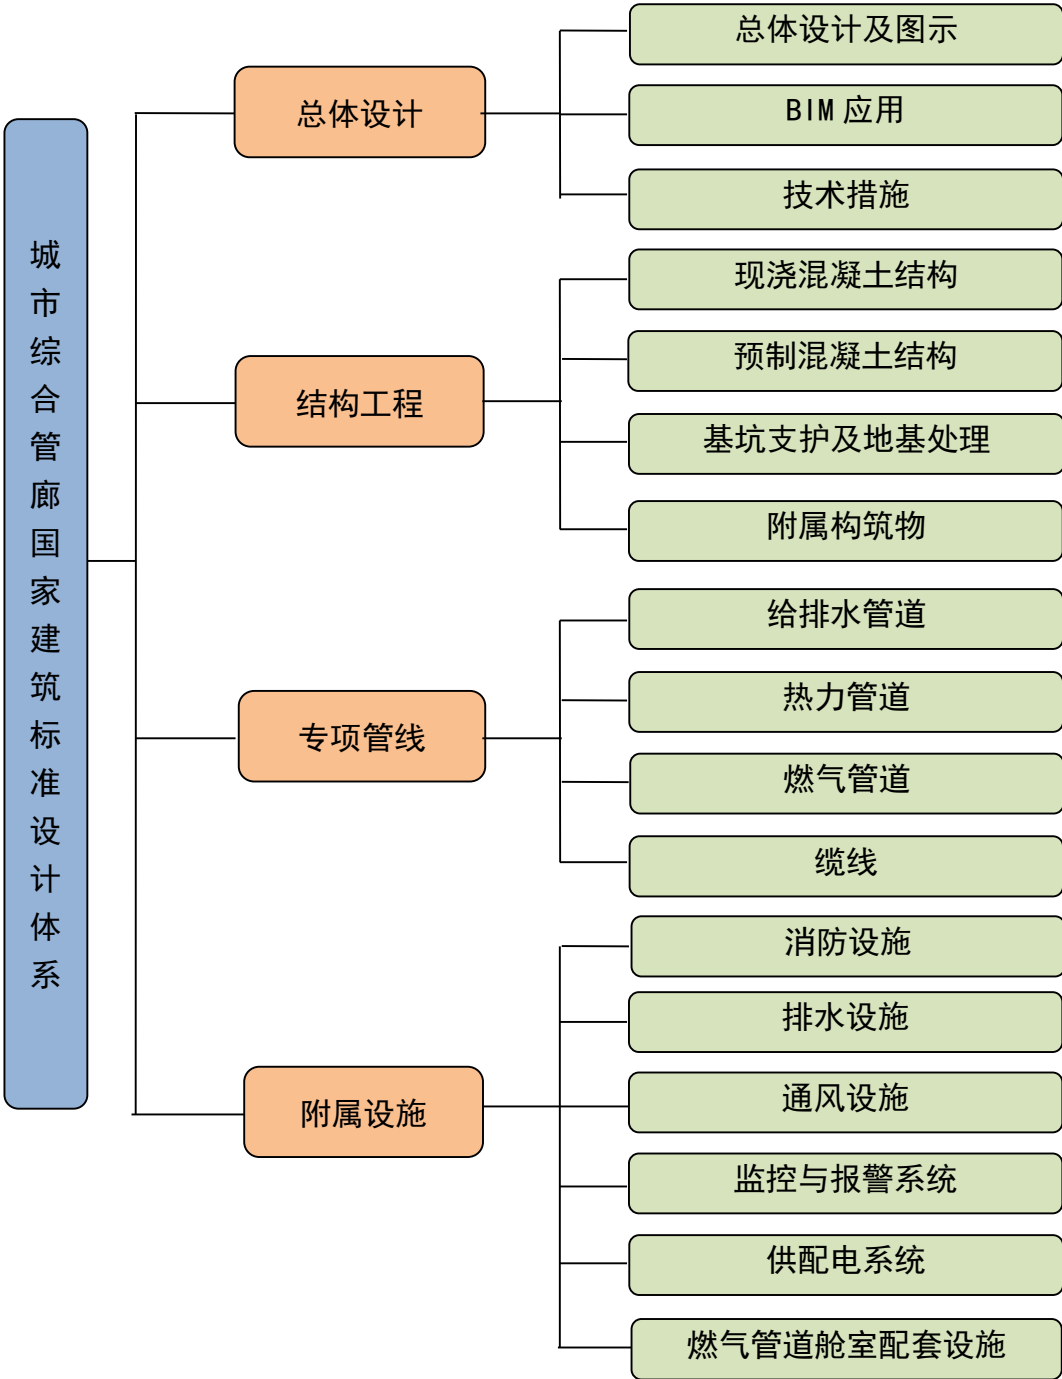 城市综合管廊国家建筑标准设计体系
总体设计
总体设计及图示
BIM 应用
技术措施
结构工程
现浇混凝土结构
预制混凝土结构
基坑支护及地基处理
附属构筑物
专项管线
给排水管道
热力管道
燃气管道
缆线
附属设施
消防设施
排水设施
通风设施
监控与报警系统
供配电系统
燃气管道舱室配套设施